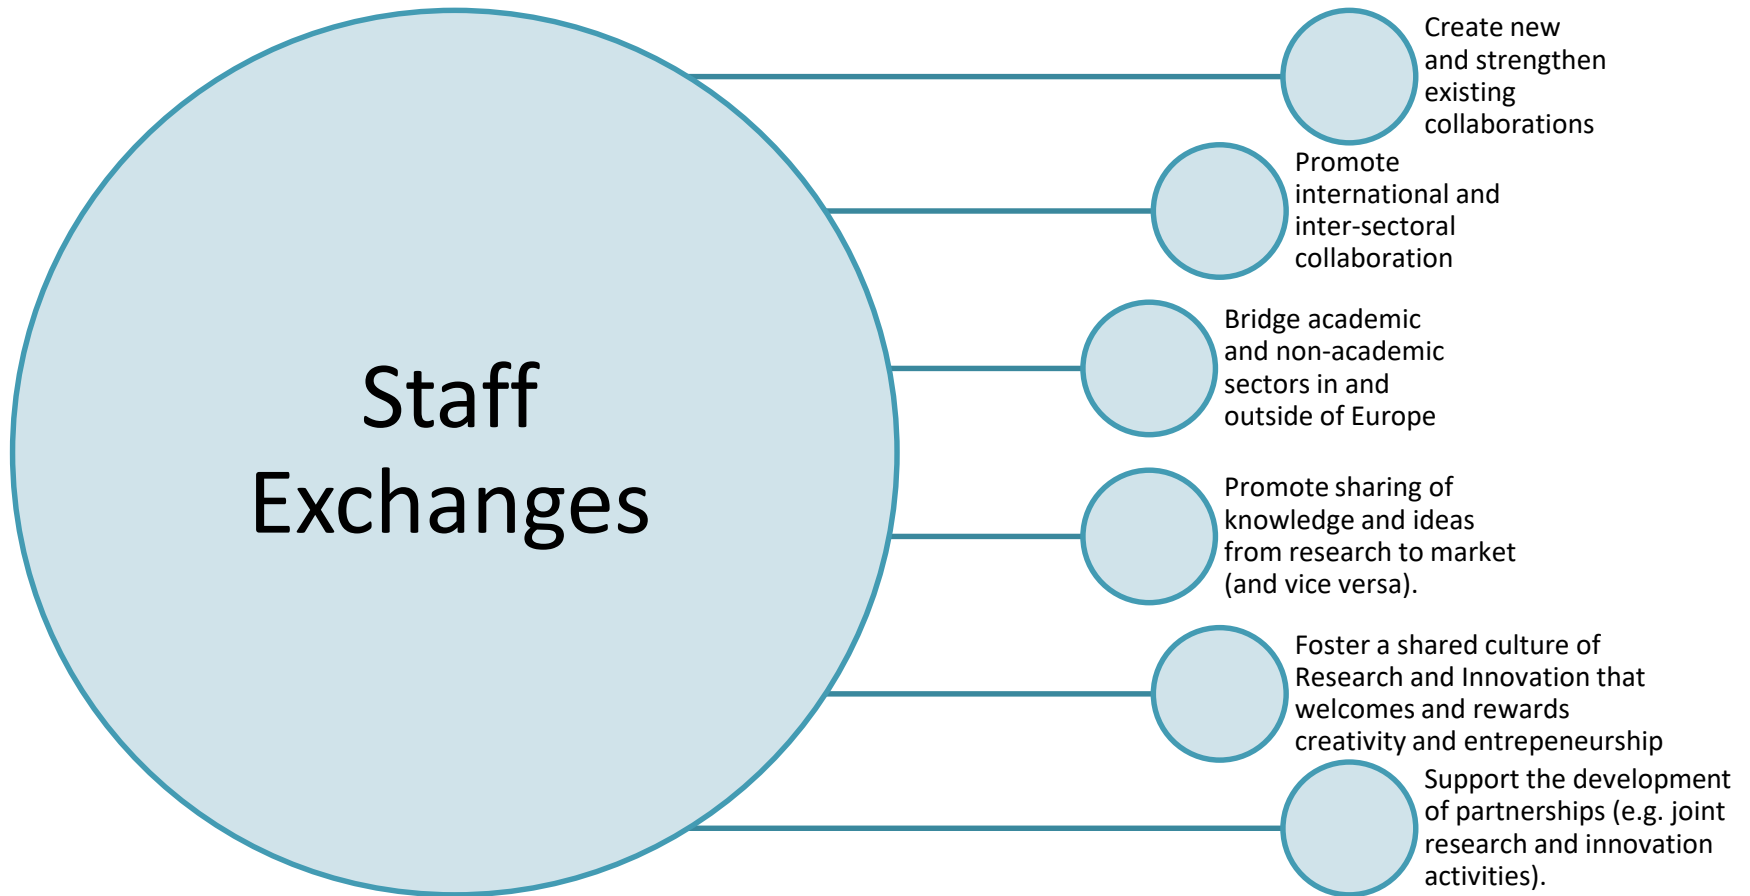 Staff
Exchanges
Create new
and strengthen
existing
collaborations
Promote
international and
inter-sectoral
collaboration
Bridge academic
and non-academic
sectors in and
outside of Europe
Promote sharing of
knowledge and ideas
from research to market
(and vice versa).
Foster a shared culture of
Research and Innovation that
welcomes and rewards
creativity and entrepeneurship
Support the development
of partnerships (e.g. joint
research and innovation
activities).